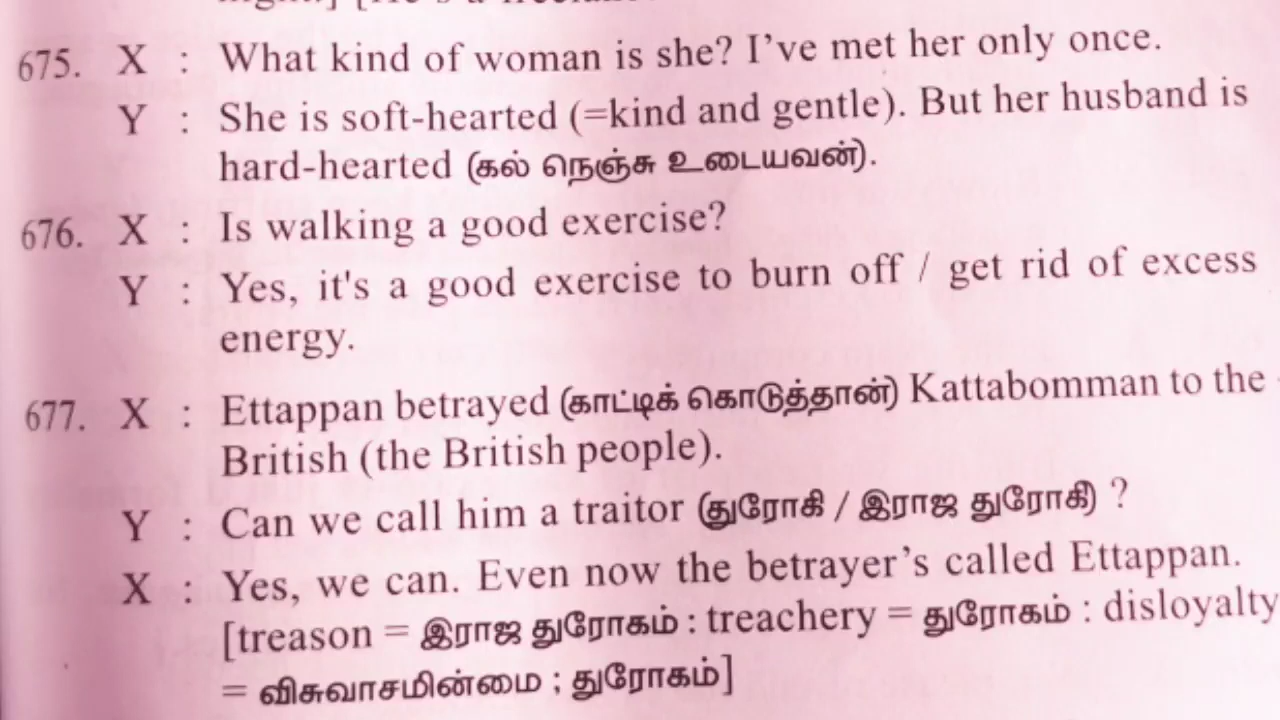 675. X : What kind of woman is she? I've met her only once.
Y : She is soft-hearted (=kind and gentle). But her husband is
hard-hearted (கல் நெஞ்சு உடையவன்).
676. X : Is walking a good exercise?
Y : Yes, it's a good exercise to burn off / get rid of excess
energy.
677. X : Ettappan betrayed (காட்டிக் கொடுத்தான்) Kattabomman to the
British (the British people).
Y : Can we call him a traitor (துரோகி / இராஜ துரோகி) ?
X : Yes, we can. Even now the betrayer's called Ettappan.
[treason = இராஜ துரோகம் : treachery = துரோகம் : disloyalty
= விசுவாசமின்மை ; துரோகம்]